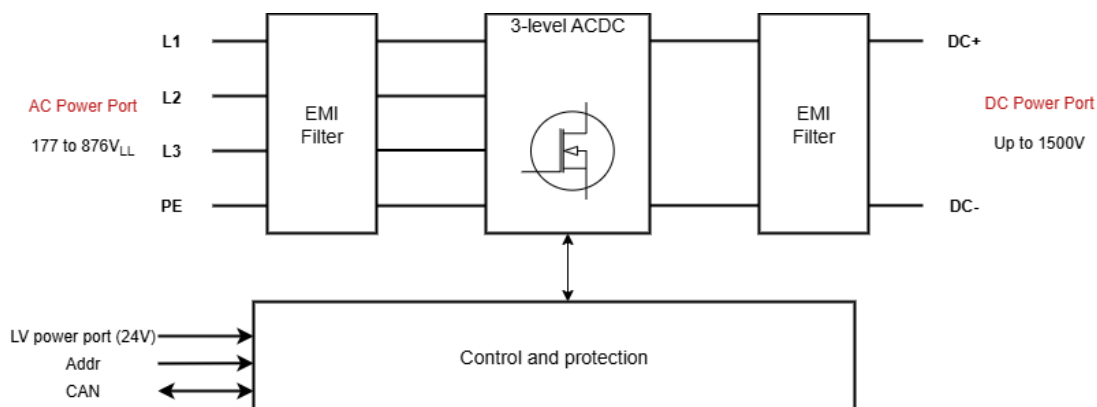 3-level ACDC
L1
DC+
L2
AC Power Port
EMI
Filter
EMI
Filter
DC Power Port
177 to 876VLL
L3
Up to 1500V
PE
DC-
LV power port (24V)
Addr
CAN
Control and protection